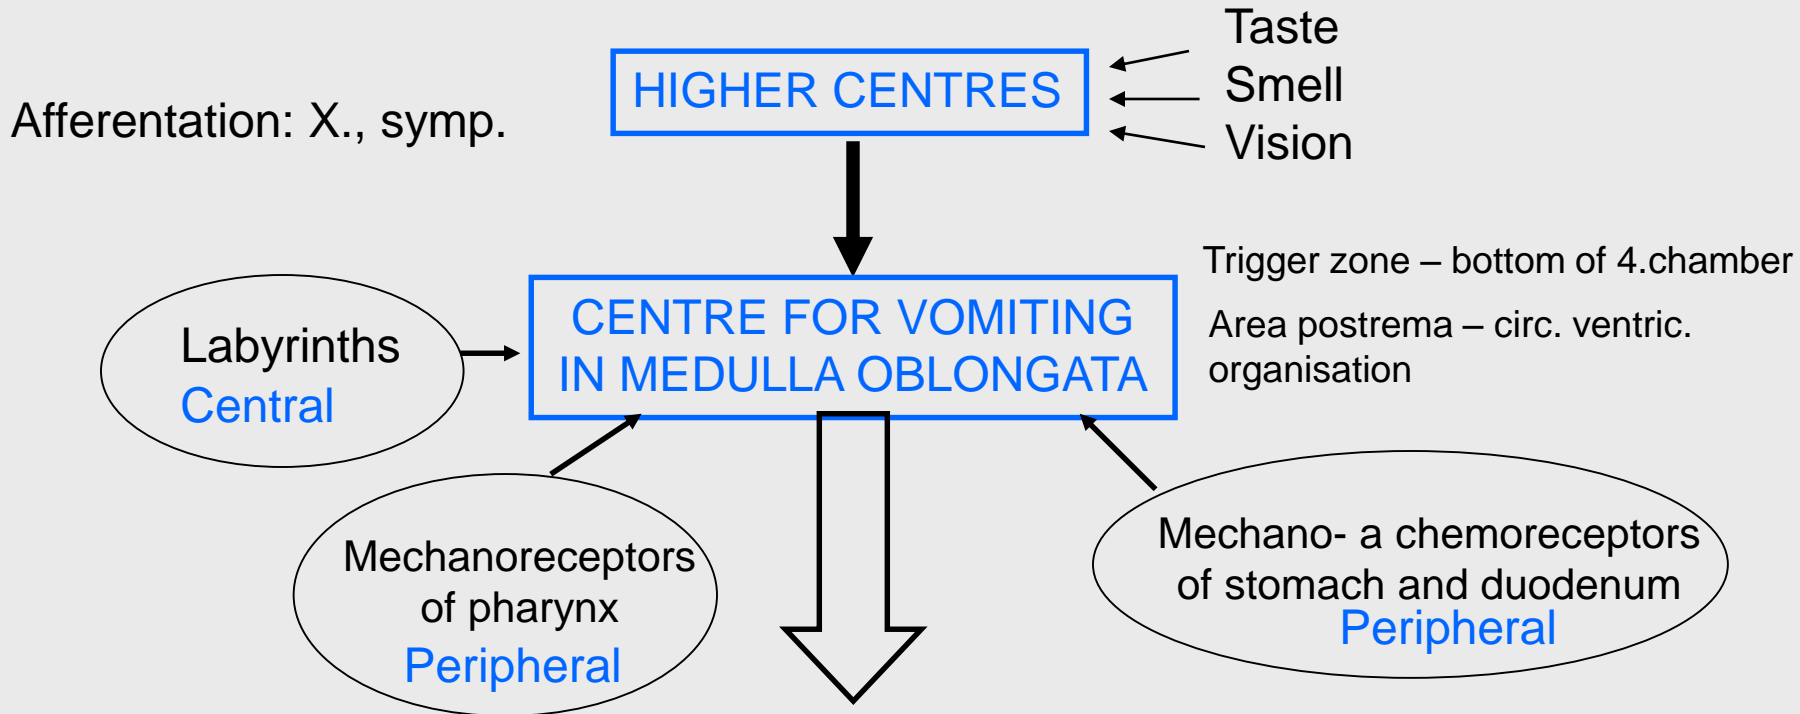 Taste
Smell
Vision
HIGHER CENTRES
Afferentation: X., symp.
Trigger zone – bottom of 4.chamber
Area postrema – circ. ventric.
organisation
CENTRE FOR VOMITING
IN MEDULLA OBLONGATA
Labyrinths
Central
Mechanoreceptors
of pharynx
Peripheral
Mechano- a chemoreceptors
of stomach and duodenum
Peripheral